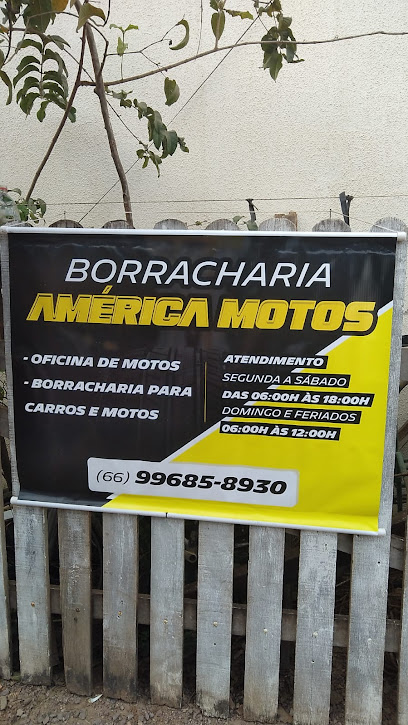 BORRACHARIA
AMÉRICA MOTOS
- OFICINA DE MOTOS
- BORRACHARIA PARA
CARROS E MOTOS
ATENDIMENTO
SEGUNDA A SÁBADO
DAS 06:00H ÀS 18:00H
DOMINGO E FERIADOS
06:00H ÀS 12:00H
(66) 99685-8930